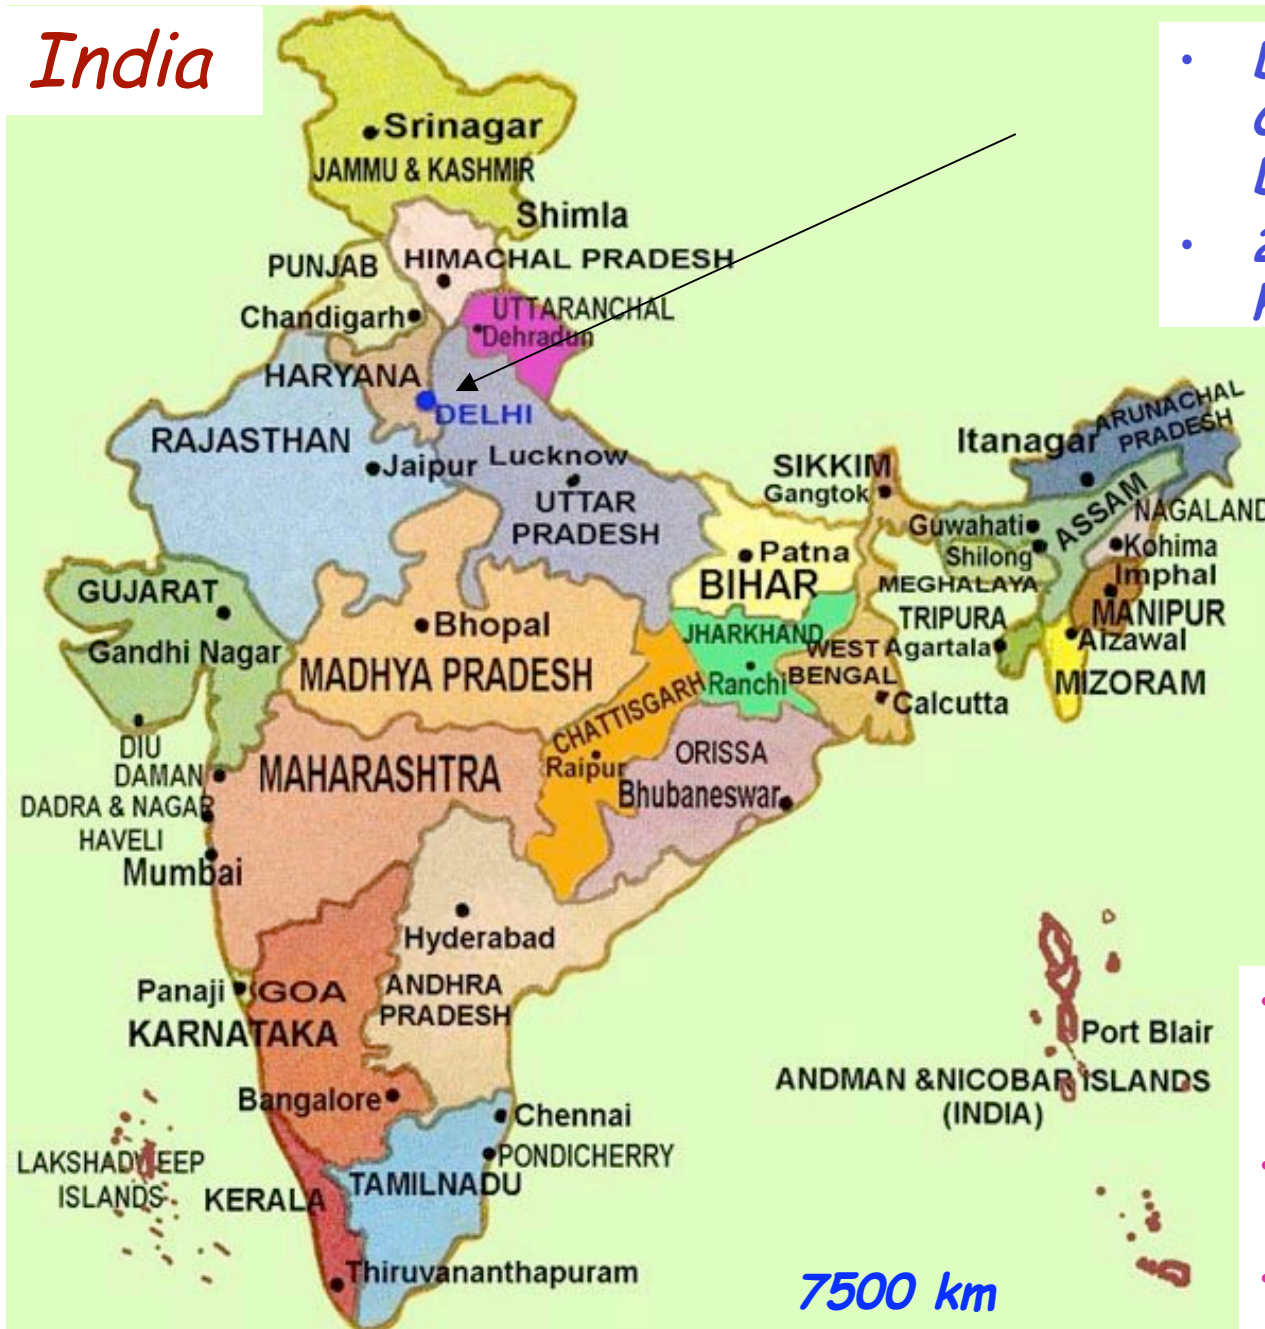 India
Srinagar
JAMMU & KASHMIR
Shimla
PUNJAB
HIMACHAL PRADESH
Chandigarh
UTTARANCHAL
Dehradun
HARYANA
DELHI
RAJASTHAN
Jaipur
Lucknow
UTTAR
PRADESH
SIKKIM
Gangtok
Itanagar
ARUNACHAL
PRADESH
ASSAM
NAGALAND
Guwahati
Shilong
Kohima
Imphal
MEGHALAYA
MANIPUR
TRIPURA
Agartala
Aizawal
MIZORAM
Patna
BIHAR
JHARKHAND
Ranchi
WEST
BENGAL
Calcutta
GUJARAT
Gandhi Nagar
Bhopal
MADHYA PRADESH
CHATTISGARH
Raipur
ORISSA
Bhubaneswar
DIU
DAMAN
DADRA & NAGAR
HAVELI
Mumbai
MAHARASHTRA
Hyderabad
ANDHRA
PRADESH
Panaji
GOA
KARNATAKA
Bangalore
Chennai
PONDICHERRY
TAMILNADU
KERALA
Thiruvananthapuram
LAKSHADWEEP
ISLANDS
Port Blair
ANDMAN &NICOBAR ISLANDS
(INDIA)
7500 km